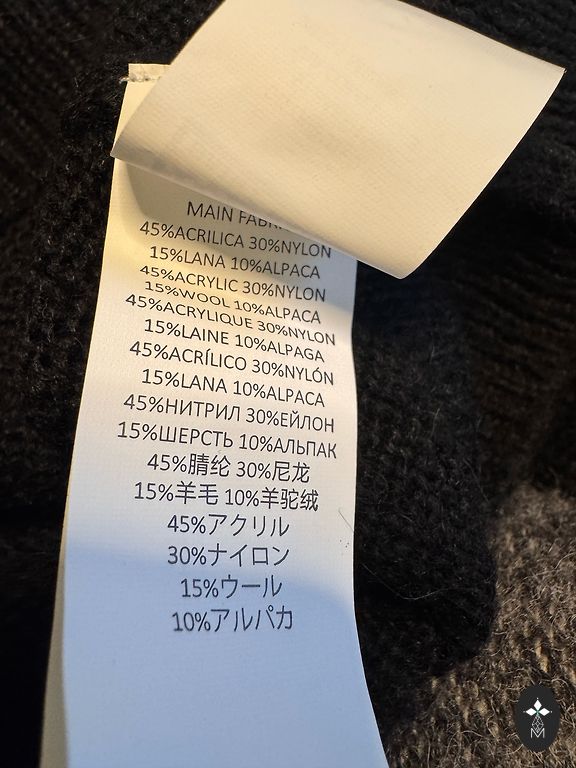 MAIN FABR
45%ACRILICA 30%NYLON
15%LANA 10%ALPACA
45%ACRYLIC 30%NYLON
15%WOOL 10%ALPACA
45%ACRYLIQUE 30%NYLON
15%LAINE 10%ALPAGA
45%ACRÍLICO 30%NYLÓN
15%LANA 10%ALPACA
45%НИТРИЛ 30%ЕЙЛОН
15%ШЕРСТЬ 10%АЛЬПАК
45%腈纶 30%尼龙
15%羊毛 10%羊驼绒
45%アクリル
30%ナイロン
15%ウール
10%アルパカ
M